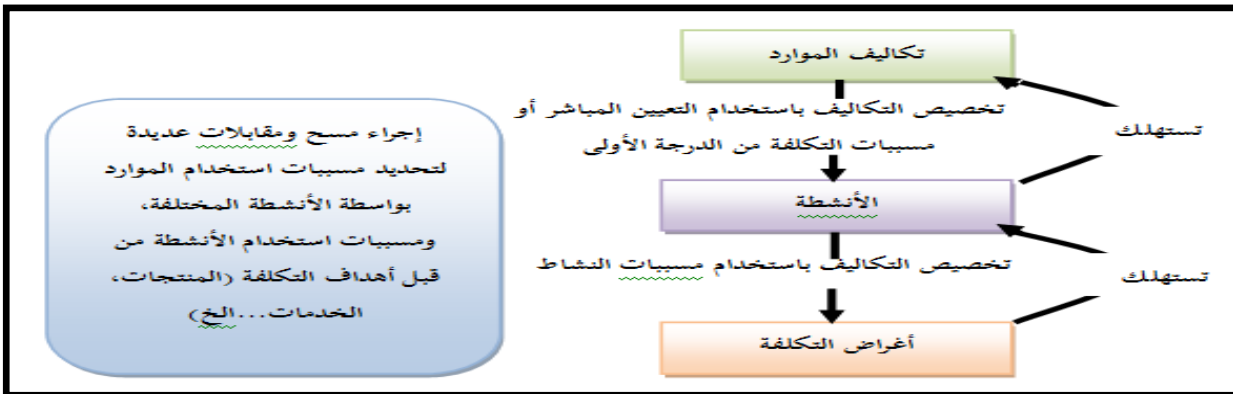 تكاليف الموارد
تخصيص التكاليف باستخدام التعيين المباشر أو
مسببات التكلفة من الدرجة الأولى
تستهلك
الأنشطة
تخصيص التكاليف باستخدام مسببات النشاط
تستهلك
أغراض التكلفة
إجراء مسح ومقابلات عديدة
لتحديد مسببات استخدام الموارد
بواسطة الأنشطة المختلفة،
ومسببات استخدام الأنشطة من
قبل أهداف التكلفة (المنتجات،
الخدمات...الخ)